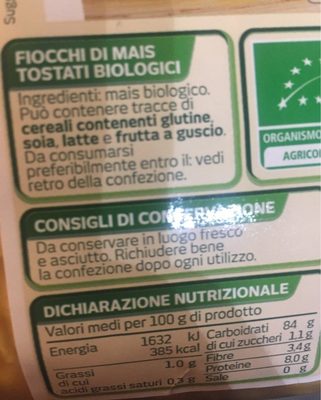 FIOCCHI DI MAIS
TOSTATI BIOLOGICI
Ingredienti: mais biologico.
Può contenere tracce di
cereali contenenti glutine,
soia, latte e frutta a guscio.
Da consumarsi
preferibilmente entro il: vedi
retro della confezione.
ORGANISMO
AGRICO
CONSIGLI DI CONSERVAZIONE
Da conservare in luogo fresco
e asciutto. Richiudere bene
la confezione dopo ogni utilizzo.
DICHIARAZIONE NUTRIZIONALE
Valori medi per 100 g di prodotto
Energia 1632 kJ
385 kcal
Grassi 1.0 g
di cui
acidi grassi saturi 0,3 g
Carboidrati 84 g
di cui zuccheri 1.1 g
Fibre 3,4 g
Proteine 8.0 g
Sale 0 g